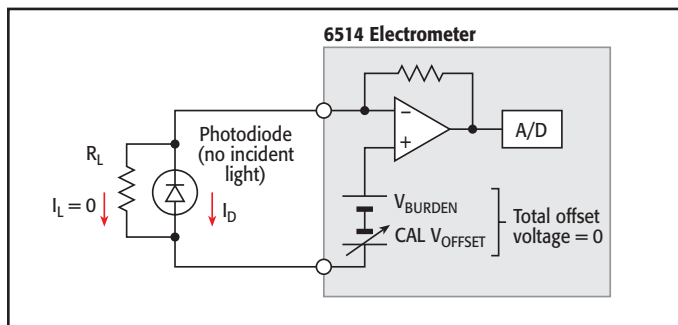 6514 Electrometer
Photodiode
(no incident
light)
R_L
I_L = 0
I_D
−
+
A/D
V_BURDEN
CAL V_OFFSET
Total offset
voltage = 0